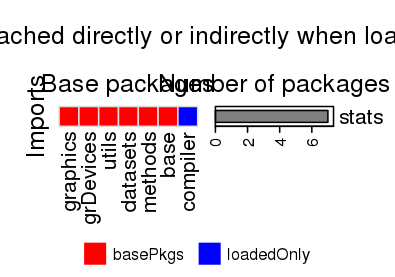 ached directly or indirectly when loa
Base packages
Number of packages
Imports
stats
0 2 4 6
graphics
grDevices
utils
datasets
methods
base
compiler
basePkgs
loadedOnly